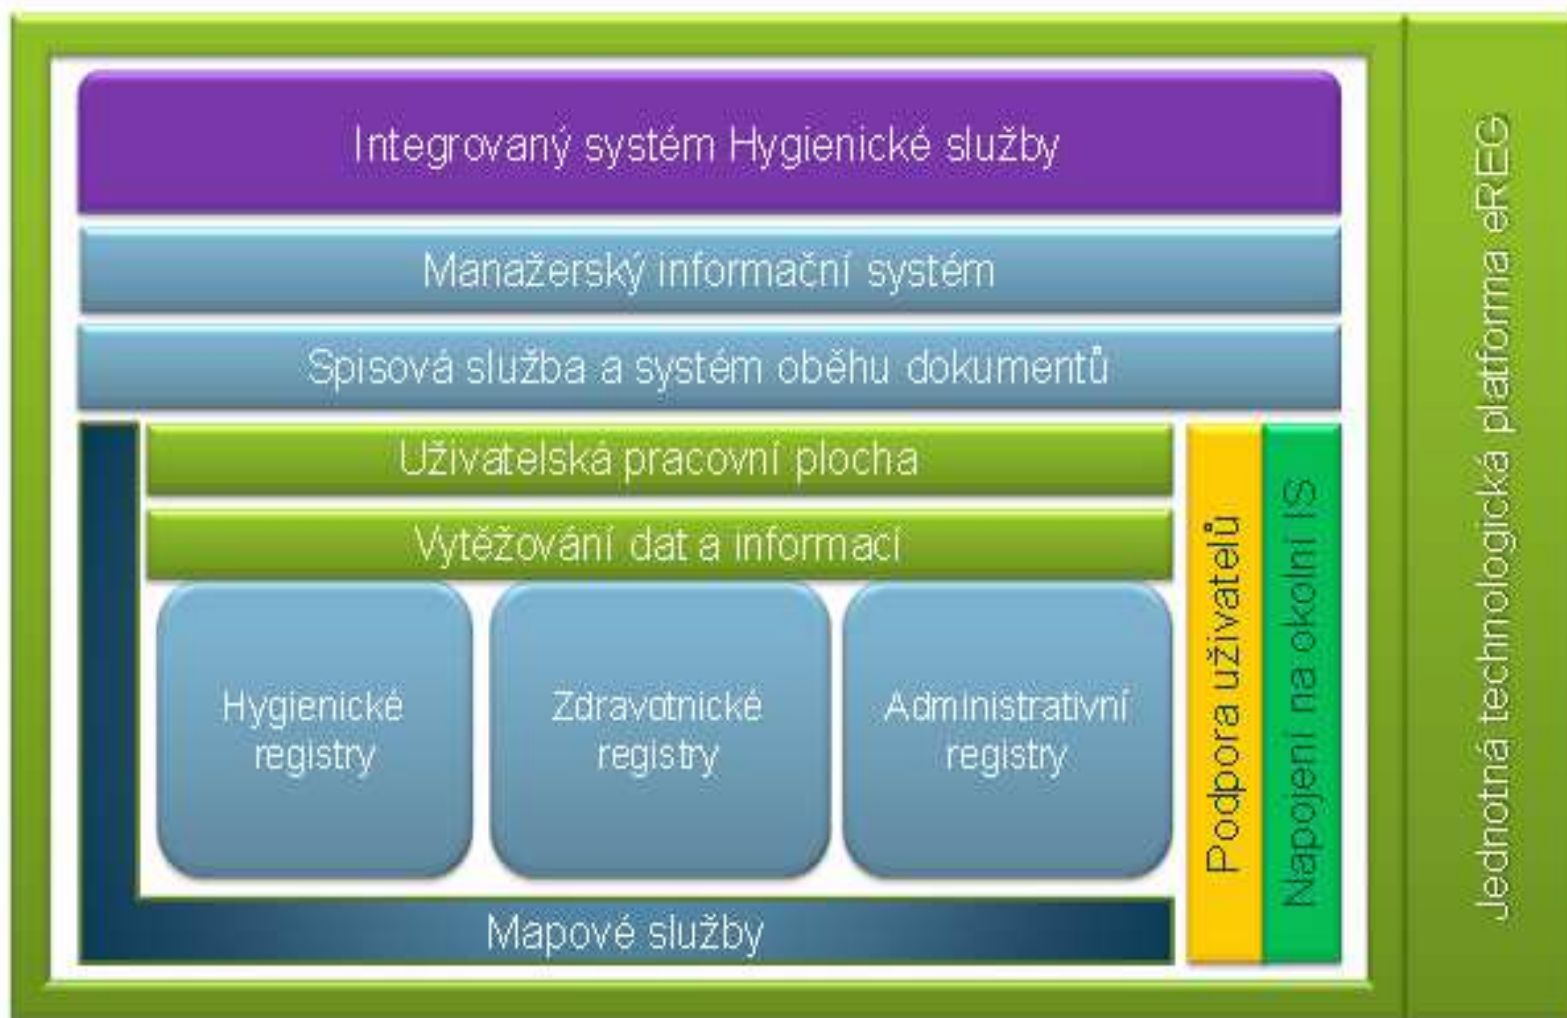 Integrovaný systém Hygienické služby
Manažerský informační systém
Spisová služba a systém oběhu dokumentů
Uživatelská pracovní plocha
Vytěžování dat a informací
Hygienické
registry
Zdravotnické
registry
Administrativní
registry
Mapové služby
Podpora uživatelů
Napojení na okolní IS
Jednotná technologická platforma eREG